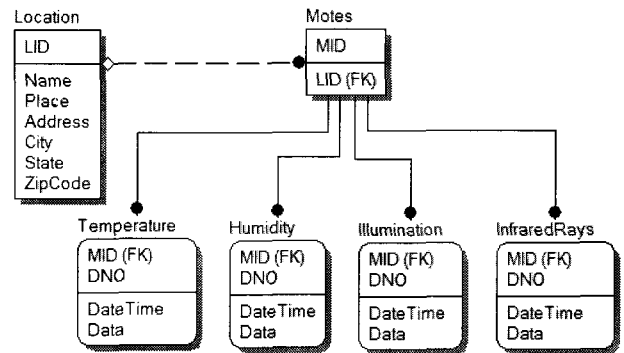 Location
LID
Name
Place
Address
City
State
ZipCode
Motes
MID
LID (FK)
Temperature
MID (FK)
DNO
DateTime
Data
Humidity
MID (FK)
DNO
DateTime
Data
Illumination
MID (FK)
DNO
DateTime
Data
InfraredRays
MID (FK)
DNO
DateTime
Data